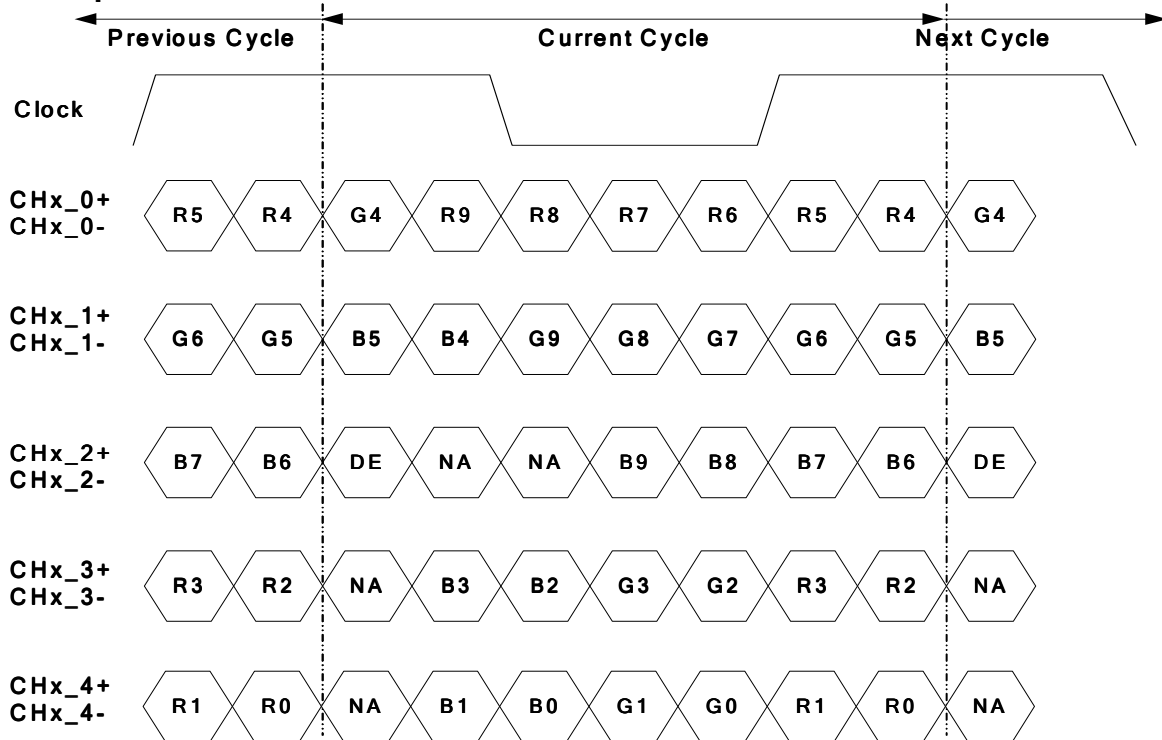 Previous Cycle Current Cycle Next Cycle
Clock
CHx_0+
CHx_0-
R5 R4 G4 R9 R8 R7 R6 R5 R4 G4
CHx_1+
CHx_1-
G6 G5 B5 B4 G9 G8 G7 G6 G5 B5
CHx_2+
CHx_2-
B7 B6 DE NA NA B9 B8 B7 B6 DE
CHx_3+
CHx_3-
R3 R2 NA B3 B2 G3 G2 R3 R2 NA
CHx_4+
CHx_4-
R1 R0 NA B1 B0 G1 G0 R1 R0 NA